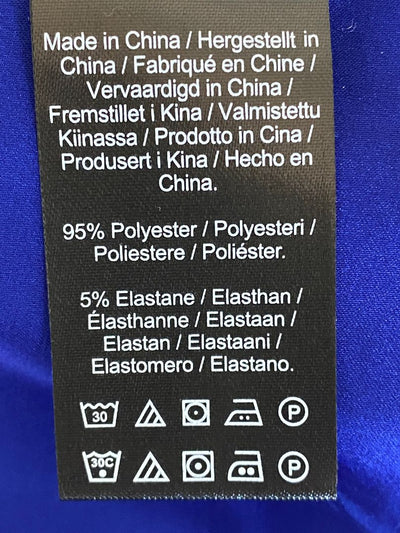 Made in China / Hergestellt in
China / Fabriqué en Chine /
Vervaardigd in China /
Fremstillet i Kina / Valmistettu
Kiinassa / Prodotto in Cina /
Produsert i Kina / Hecho en
China.
95% Polyester / Polyesteri /
Poliestere / Poliéster.
5% Elastane / Elasthan /
Élasthanne / Elastaan /
Elastan / Elastaani /
Elastomero / Elastano.
30 P
30C P